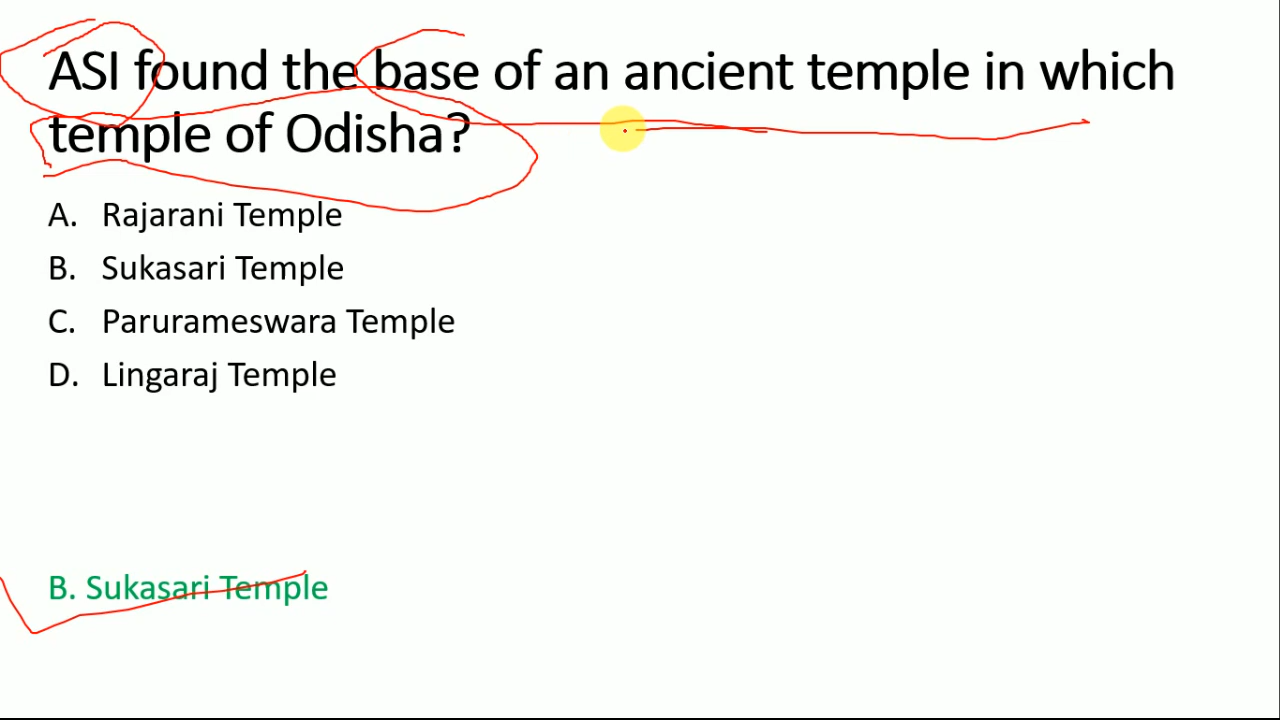 ASI found the base of an ancient temple in which
temple of Odisha?
A. Rajarani Temple
B. Sukasari Temple
C. Parurameswara Temple
D. Lingaraj Temple
B. Sukasari Temple